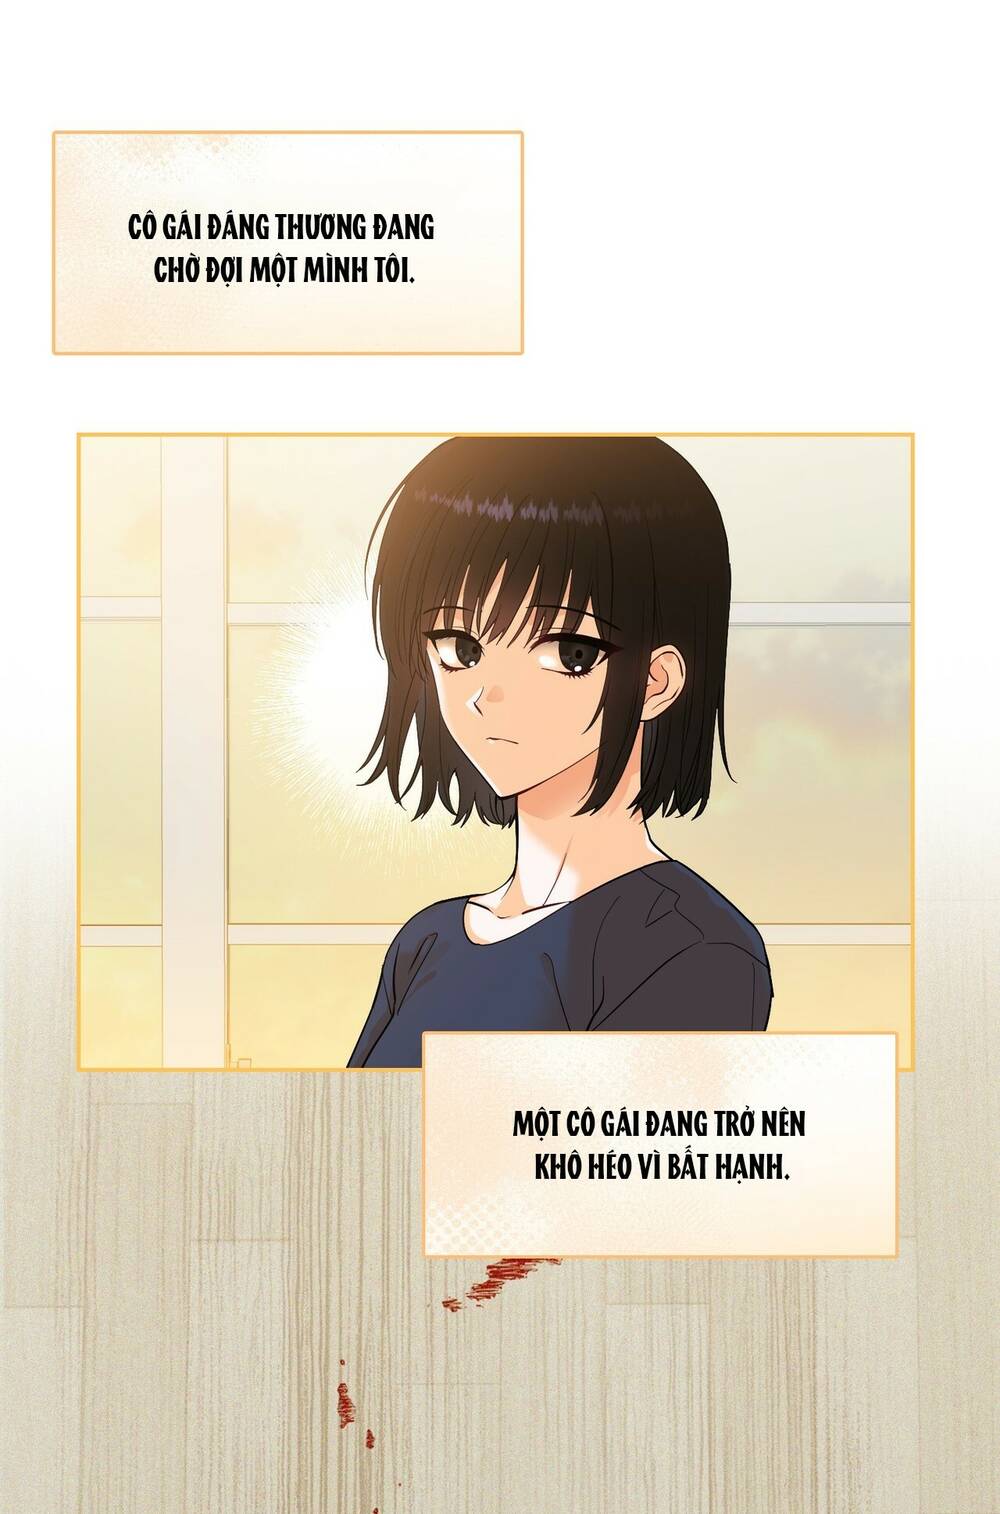 CÔ GÁI ĐÁNG THƯƠNG ĐANG
CHỜ ĐỢI MỘT MÌNH TÔI.
MỘT CÔ GÁI ĐANG TRỞ NÊN
KHÔ HÉO VÌ BẤT HẠNH.